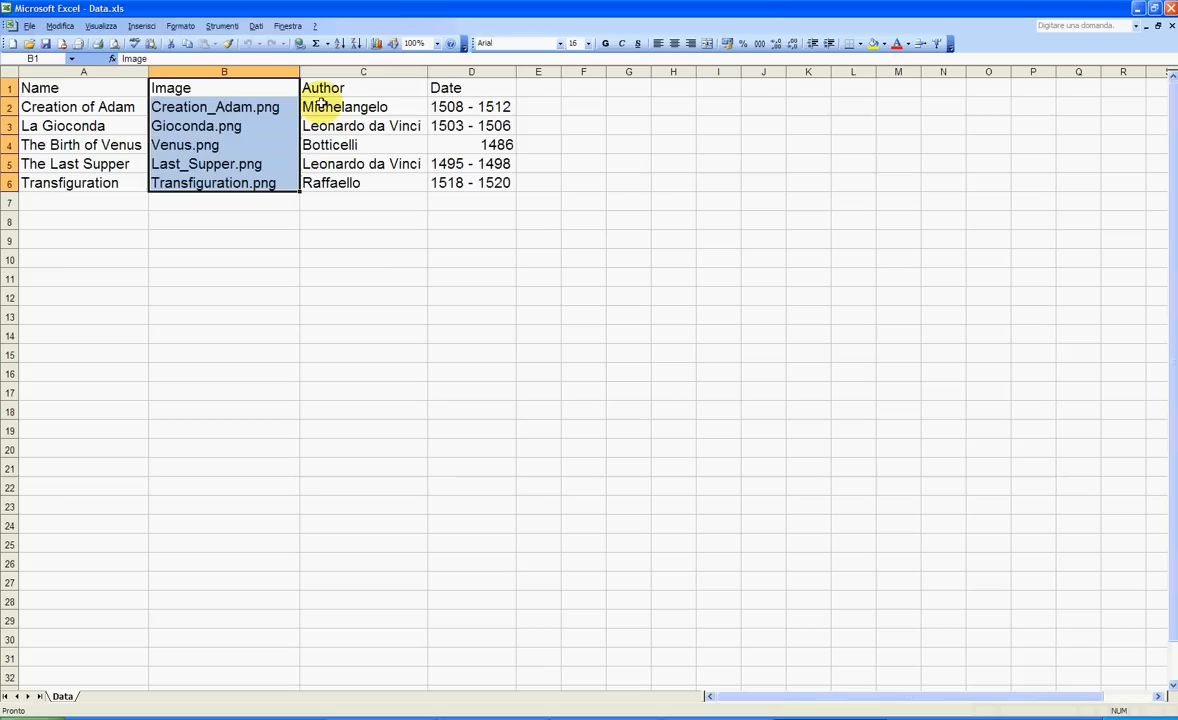 Microsoft Excel - Data.xls
File Modifica Visualizza Inserisci Formato Strumenti Dati Finestra ? Digitare una domanda.
100% Arial 16 G C S
B1 fx Image
A B C D E F G H I J K L M N O P Q R
1 Name Image Author Date
2 Creation of Adam Creation_Adam.png Michelangelo 1508 - 1512
3 La Gioconda Gioconda.png Leonardo da Vinci 1503 - 1506
4 The Birth of Venus Venus.png Botticelli 1486
5 The Last Supper Last_Supper.png Leonardo da Vinci 1495 - 1498
6 Transfiguration Transfiguration.png Raffaello 1518 - 1520
7
8
9
10
11
12
13
14
15
16
17
18
19
20
21
22
23
24
25
26
27
28
29
30
31
32
Data
Pronto NUM